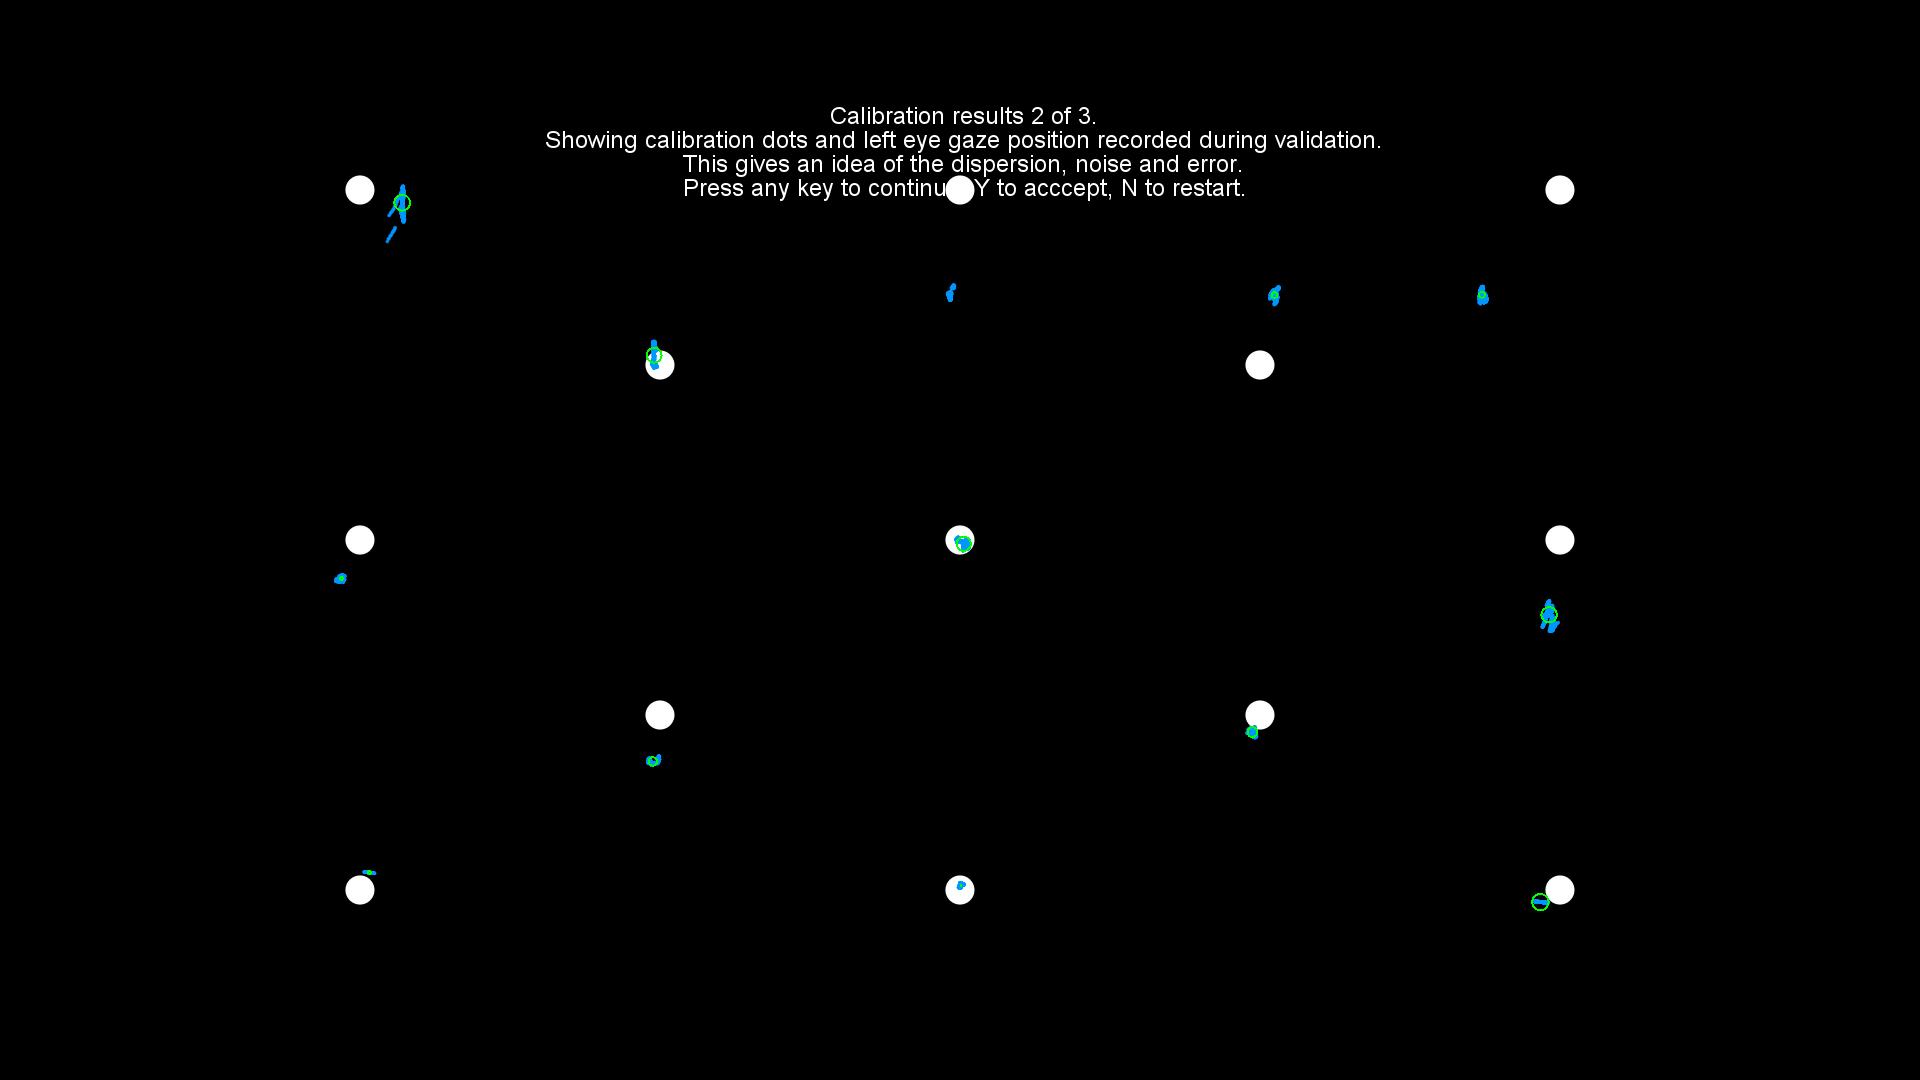 Calibration results 2 of 3.
Showing calibration dots and left eye gaze position recorded during validation.
This gives an idea of the dispersion, noise and error.
Press any key to continu Y to acccept, N to restart.